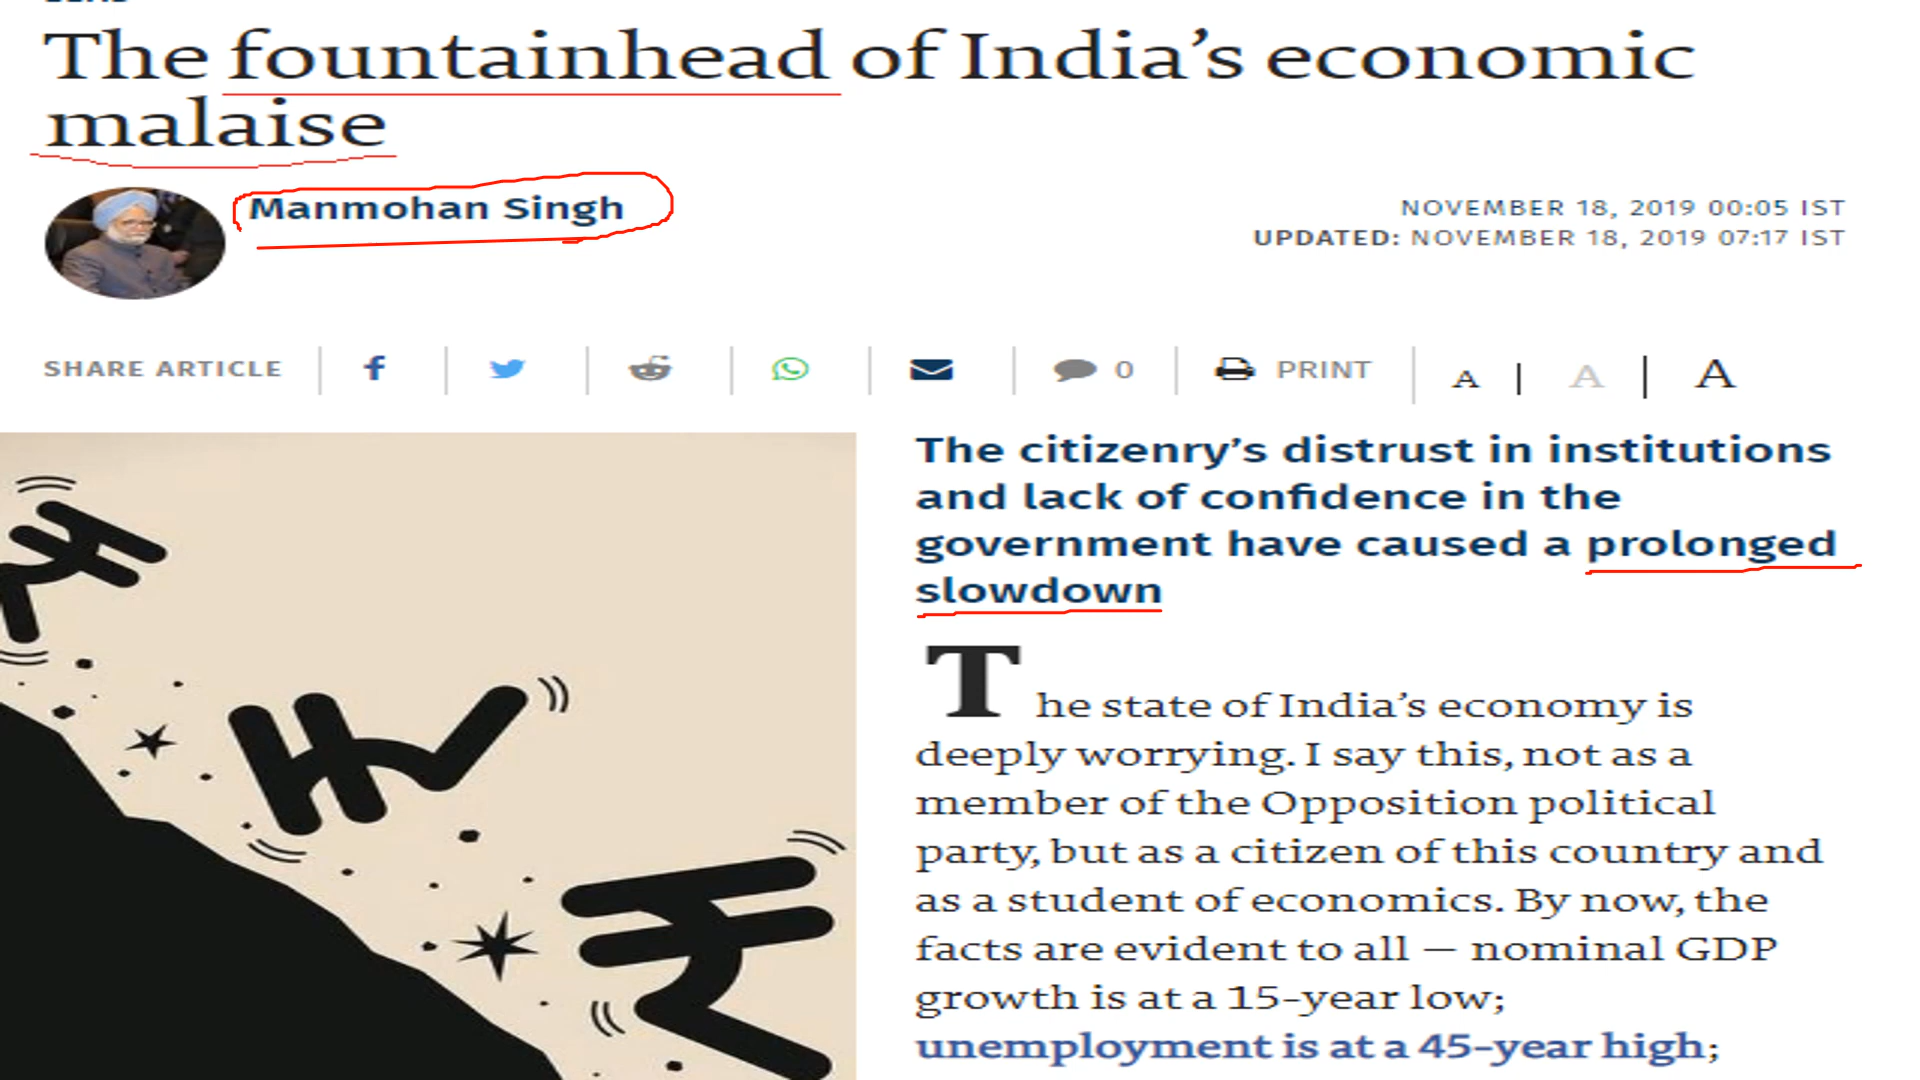 The fountainhead of India’s economic
malaise
Manmohan Singh
NOVEMBER 18, 2019 00:05 IST
UPDATED: NOVEMBER 18, 2019 07:17 IST
SHARE ARTICLE 0 PRINT A | A | A
The citizenry’s distrust in institutions
and lack of confidence in the
government have caused a prolonged
slowdown
The state of India’s economy is
deeply worrying. I say this, not as a
member of the Opposition political
party, but as a citizen of this country and
as a student of economics. By now, the
facts are evident to all — nominal GDP
growth is at a 15-year low;
unemployment is at a 45-year high;